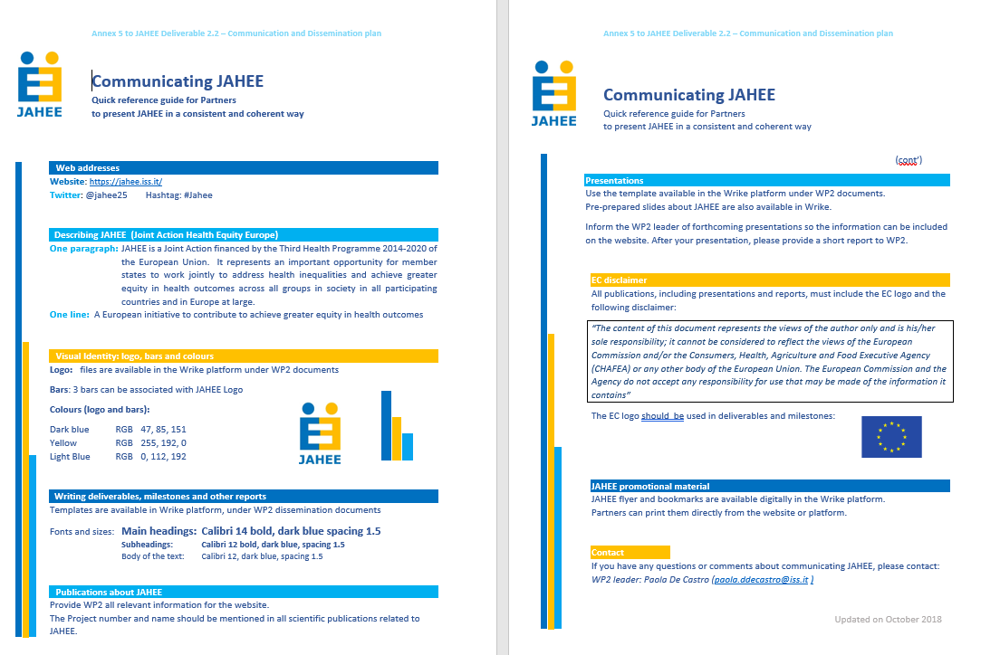 Annex 5 to JAHEE Deliverable 2.2 – Communication and Dissemination plan
JAHEE
Communicating JAHEE
Quick reference guide for Partners
to present JAHEE in a consistent and coherent way
Web addresses
Website: https://jahee.iss.it/
Twitter: @jahee25 Hashtag: #Jahee
Describing JAHEE (Joint Action Health Equity Europe)
One paragraph: JAHEE is a Joint Action financed by the Third Health Programme 2014-2020 of
the European Union. It represents an important opportunity for member
states to work jointly to address health inequalities and achieve greater
equity in health outcomes across all groups in society in all participating
countries and in Europe at large.
One line: A European initiative to contribute to achieve greater equity in health outcomes
Visual Identity: logo, bars and colours
Logo: files are available in the Wrike platform under WP2 documents
Bars: 3 bars can be associated with JAHEE Logo
Colours (logo and bars):
Dark blue RGB 47, 85, 151
Yellow RGB 255, 192, 0
Light Blue RGB 0, 112, 192
JAHEE
Writing deliverables, milestones and other reports
Templates are available in Wrike platform, under WP2 dissemination documents
Fonts and sizes: Main headings: Calibri 14 bold, dark blue spacing 1.5
Subheadings: Calibri 12 bold, dark blue, spacing 1.5
Body of the text: Calibri 12, dark blue, spacing 1.5
Publications about JAHEE
Provide WP2 all relevant information for the website.
The Project number and name should be mentioned in all scientific publications related to
JAHEE.
Annex 5 to JAHEE Deliverable 2.2 – Communication and Dissemination plan
JAHEE
Communicating JAHEE
Quick reference guide for Partners
to present JAHEE in a consistent and coherent way
(cont')
Presentations
Use the template available in the Wrike platform under WP2 documents.
Pre-prepared slides about JAHEE are also available in Wrike.
Inform the WP2 leader of forthcoming presentations so the information can be included
on the website. After your presentation, please provide a short report to WP2.
EC disclaimer
All publications, including presentations and reports, must include the EC logo and the
following disclaimer:
“The content of this document represents the views of the author only and is his/her
sole responsibility; it cannot be considered to reflect the views of the European
Commission and/or the Consumers, Health, Agriculture and Food Executive Agency
(CHAFEA) or any other body of the European Union. The European Commission and the
Agency do not accept any responsibility for use that may be made of the information it
contains”
The EC logo should be used in deliverables and milestones:
JAHEE promotional material
JAHEE flyer and bookmarks are available digitally in the Wrike platform.
Partners can print them directly from the website or platform.
Contact
If you have any questions or comments about communicating JAHEE, please contact:
WP2 leader: Paola De Castro (paola.ddecastro@iss.it )
Updated on October 2018